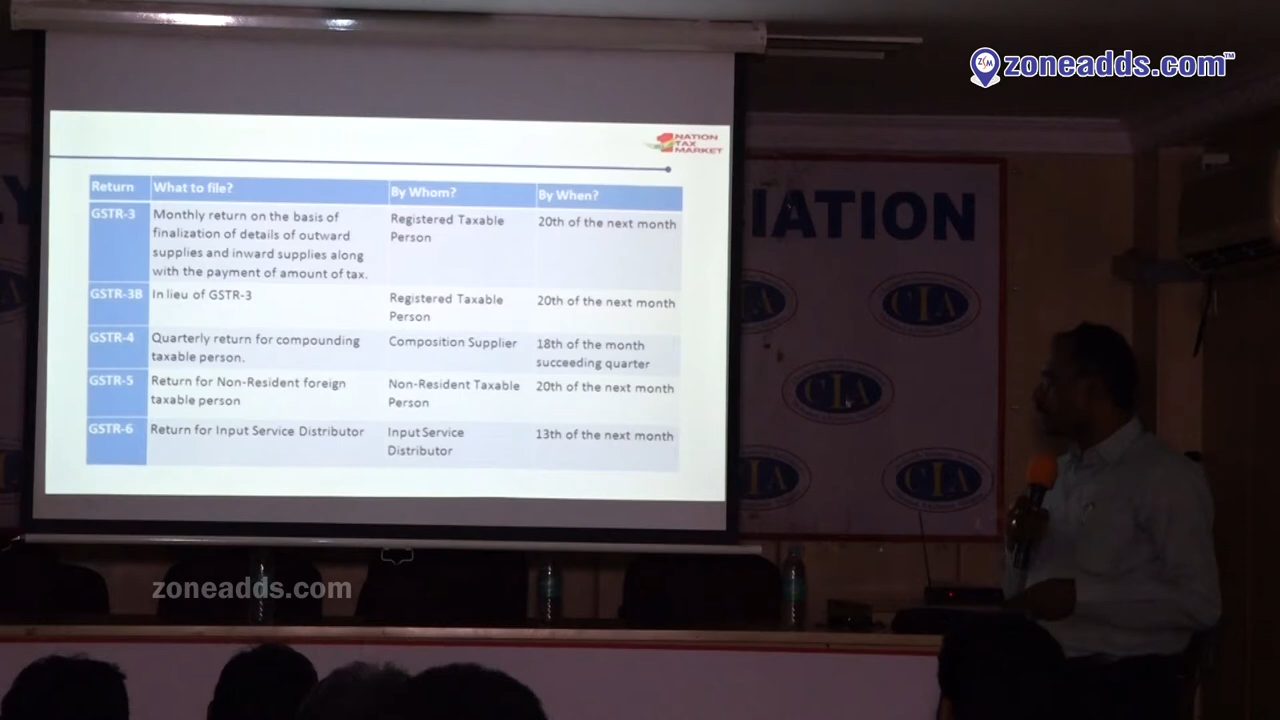 zoneadds.com™
1 NATION
TAX
MARKET
Return What to file? By Whom? By When?
GSTR-3 Monthly return on the basis of finalization of details of outward supplies and inward supplies along with the payment of amount of tax. Registered Taxable Person 20th of the next month
GSTR-3B In lieu of GSTR-3 Registered Taxable Person 20th of the next month
GSTR-4 Quarterly return for compounding taxable person. Composition Supplier 18th of the month succeeding quarter
GSTR-5 Return for Non-Resident foreign taxable person Non-Resident Taxable Person 20th of the next month
GSTR-6 Return for Input Service Distributor Input Service Distributor 13th of the next month
IATION
CIA
CIA
CIA
CIA
CIA
zoneadds.com